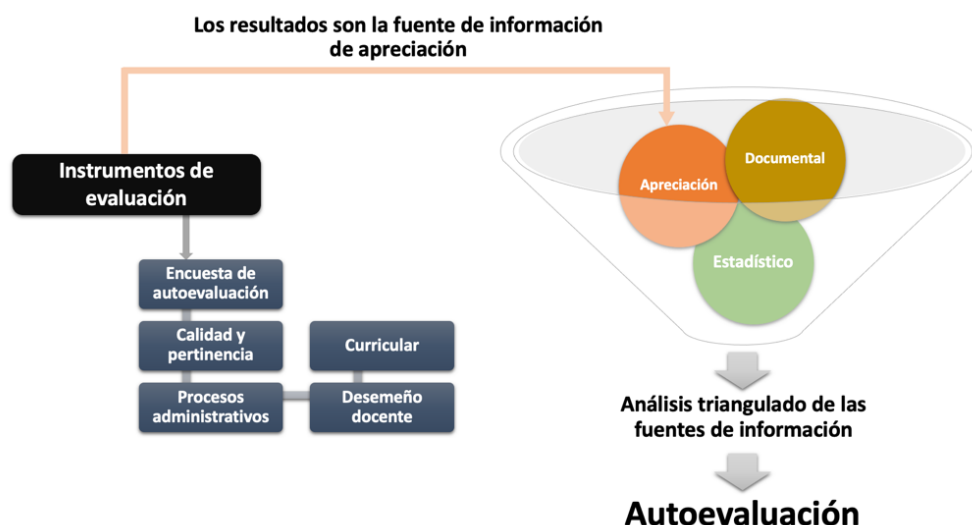 Los resultados son la fuente de información
de apreciación
Instrumentos de
evaluación
Encuesta de
autoevaluación
Calidad y
pertinencia
Procesos
administrativos
Desemeño
docente
Curricular
Documental
Apreciación
Estadístico
Análisis triangulado de las
fuentes de información
Autoevaluación